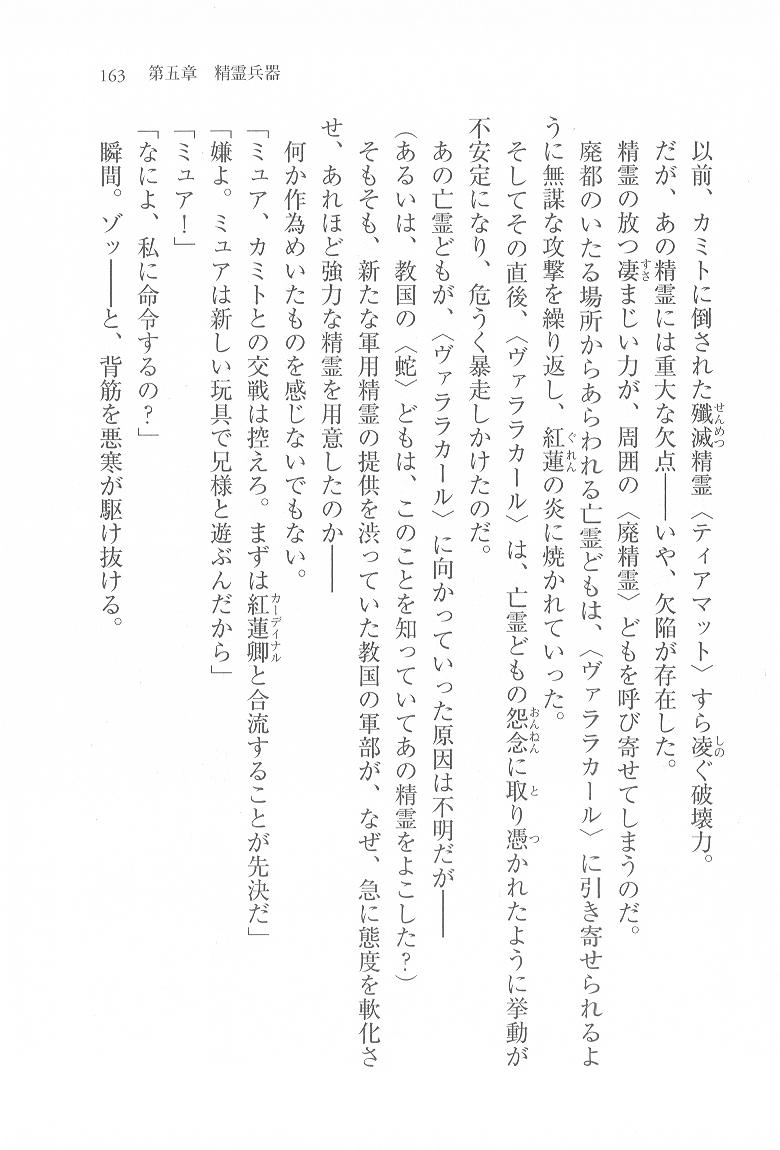 163　第五章　精霊兵器
以前、カミトに倒された殲滅精霊〈ティアマット〉すら凌ぐ破壊力。
だが、あの精霊には重大な欠点――いや、欠陥が存在した。
精霊の放つ凄まじい力が、周囲の〈廃精霊〉どもを呼び寄せてしまうのだ。
廃都のいたる場所からあらわれる亡霊どもは、〈ヴァララカール〉に引き寄せられるよ
うに無謀な攻撃を繰り返し、紅蓮の炎に焼かれていった。
そしてその直後、〈ヴァララカール〉は、亡霊どもの怨念に取り憑かれたように挙動が
不安定になり、危うく暴走しかけたのだ。
あの亡霊どもが、〈ヴァララカール〉に向かっていった原因は不明だが――
（あるいは、教国の〈蛇〉どもは、このことを知っていてあの精霊をよこした？）
そもそも、新たな軍用精霊の提供を渋っていた教国の軍部が、なぜ、急に態度を軟化さ
せ、あれほど強力な精霊を用意したのか――
何か作為めいたものを感じないでもない。
「ミュア、カミトとの交戦は控えろ。まずは紅蓮卿と合流することが先決だ」
「嫌よ。ミュアは新しい玩具で兄様と遊ぶんだから」
「ミュア！」
「なによ、私に命令するの？」
瞬間。ゾッ――と、背筋を悪寒が駆け抜ける。